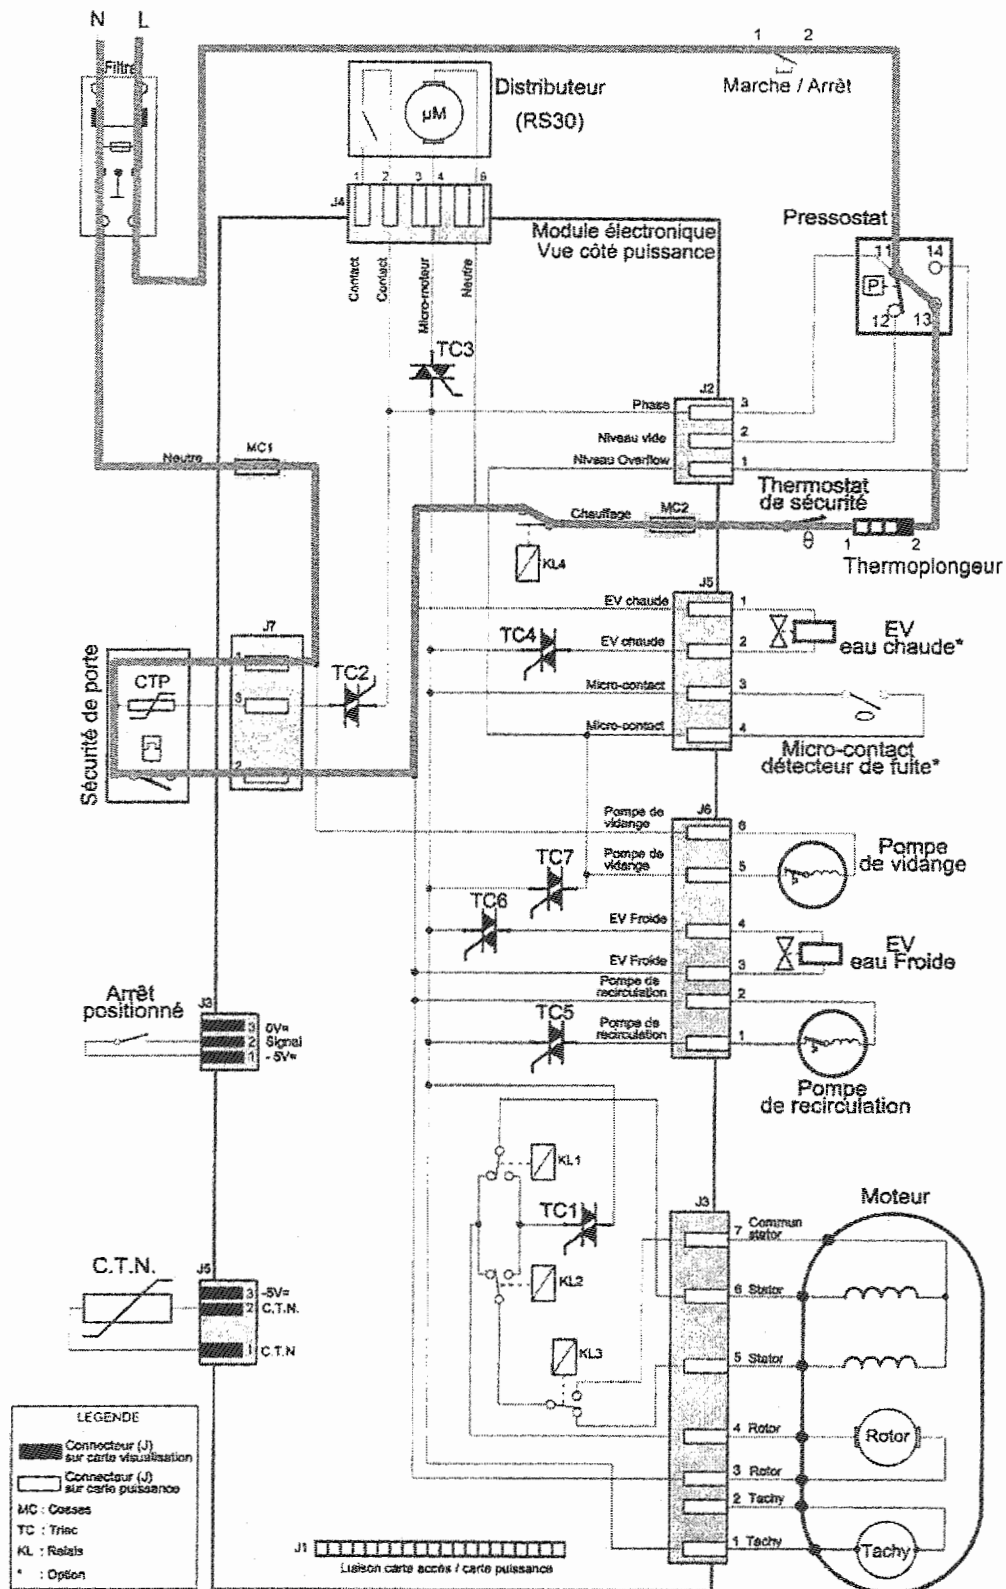 N L
1 2
Filtre
Marche / Arrêt
µM
Distributeur
(RS30)
1 2 3 4
J4
Module électronique
Vue côté puissance
Contact
Contact
Micro-moteur
Neutre
Pressostat
11 14
P
12 13
TC3
J2
Phase 3
Niveau vide 2
Niveau Overflow 1
Neutre
MC1
Thermostat
de sécurité
Chauffage
MC2
θ
1 2
Thermoplongeur
KL4
J5
EV chaude 1
TC4
EV chaude 2
EV
eau chaude*
Micro-contact 3
Micro-contact 4
Micro-contact
détecteur de fuite*
Sécurité de porte
CTP
J7
1
3
2
TC2
J6
Pompe de
vidange 6
Pompe de
vidange 5
Pompe
de vidange
TC7
TC6
EV Froide 4
EV Froide 3
EV
eau Froide
Pompe de
recirculation 2
TC5
Pompe de
recirculation 1
Pompe
de recirculation
Arrêt
positionné
J3
3 0V=
2 Signal
1 - 5V=
KL1
TC1
KL2
KL3
J3
Moteur
7 Commun
stator
6 Stator
5 Stator
4 Rotor
3 Rotor
2 Tachy
1 Tachy
Rotor
Tachy
C.T.N.
J5
3 -5V=
2 C.T.N.
1 C.T.N
LEGENDE
Connecteur (J)
sur carte visualisation
Connecteur (J)
sur carte puissance
MC : Cosses
TC : Triac
KL : Relais
* : Option
J1
Liaison carte accès / carte puissance